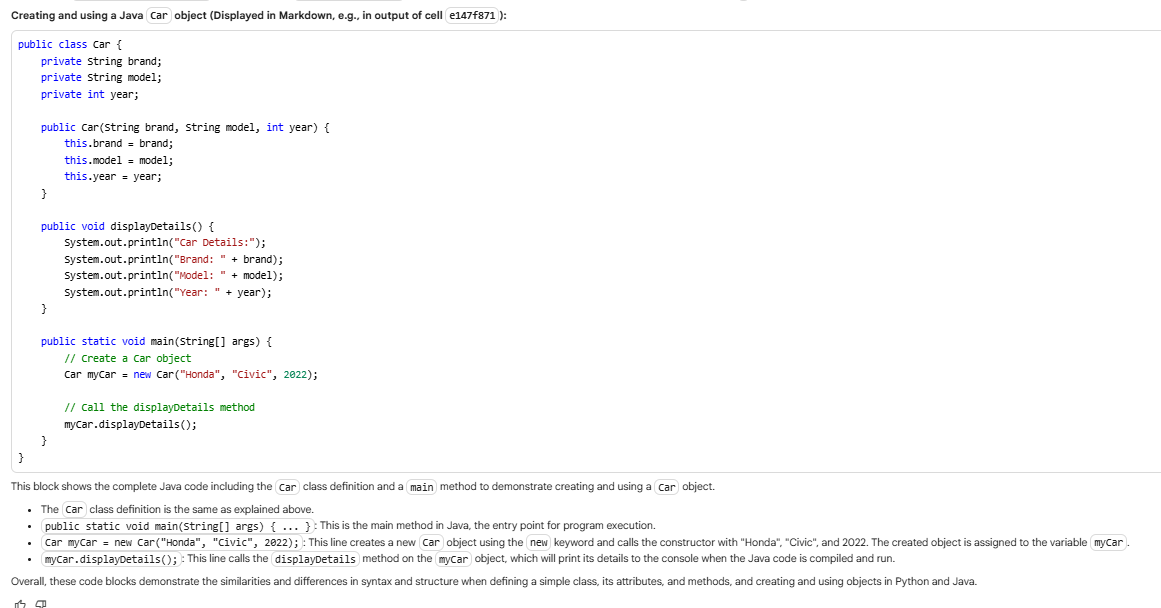 Creating and using a Java Car object (Displayed in Markdown, e.g., in output of cell e147f871 ):
public class Car {
    private String brand;
    private String model;
    private int year;

    public Car(String brand, String model, int year) {
        this.brand = brand;
        this.model = model;
        this.year = year;
    }

    public void displayDetails() {
        System.out.println("Car Details:");
        System.out.println("Brand: " + brand);
        System.out.println("Model: " + model);
        System.out.println("Year: " + year);
    }

    public static void main(String[] args) {
        // Create a Car object
        Car myCar = new Car("Honda", "Civic", 2022);

        // Call the displayDetails method
        myCar.displayDetails();
    }
}
This block shows the complete Java code including the Car class definition and a main method to demonstrate creating and using a Car object.
• The Car class definition is the same as explained above.
• public static void main(String[] args) { ... } : This is the main method in Java, the entry point for program execution.
• Car myCar = new Car("Honda", "Civic", 2022); : This line creates a new Car object using the new keyword and calls the constructor with "Honda", "Civic", and 2022. The created object is assigned to the variable myCar .
• myCar.displayDetails(); : This line calls the displayDetails method on the myCar object, which will print its details to the console when the Java code is compiled and run.
Overall, these code blocks demonstrate the similarities and differences in syntax and structure when defining a simple class, its attributes, and methods, and creating and using objects in Python and Java.